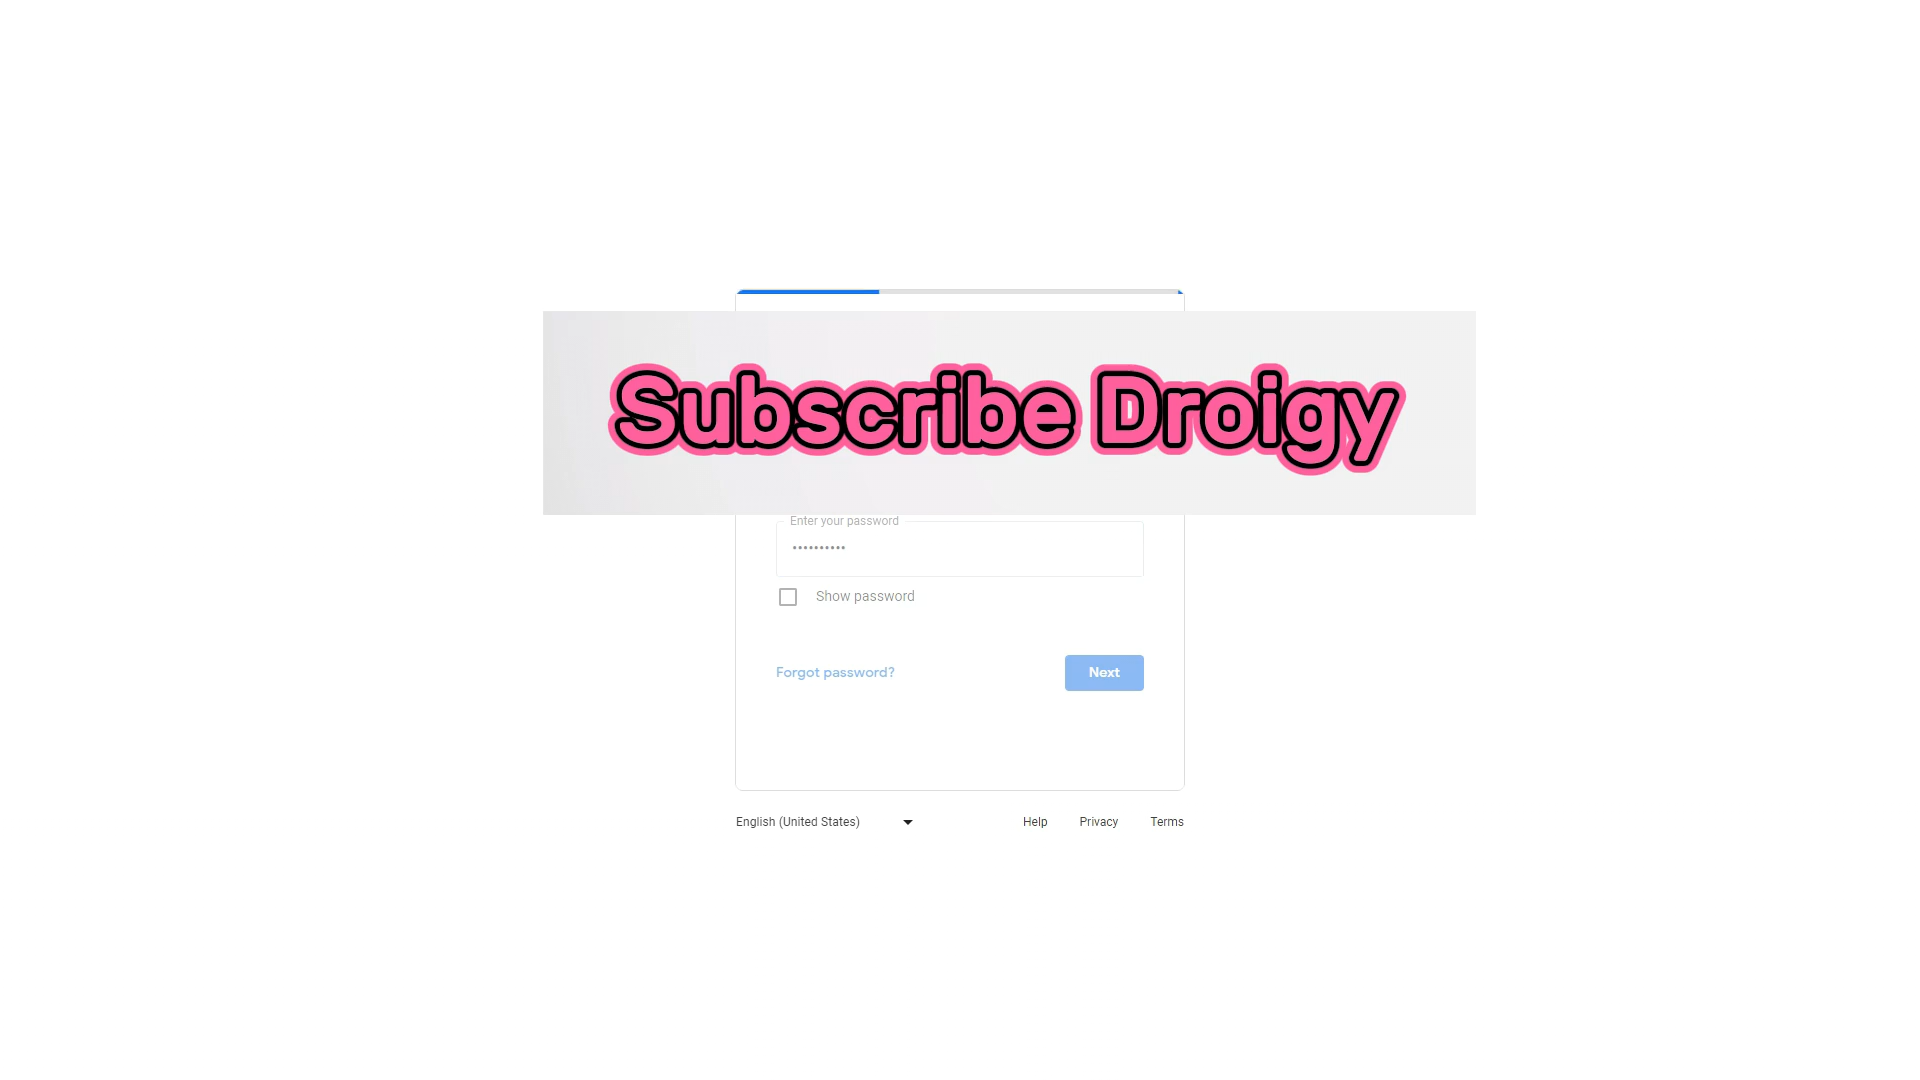 Subscribe Droigy
Enter your password
••••••••••
Show password
Forgot password?
Next
English (United States)
Help
Privacy
Terms